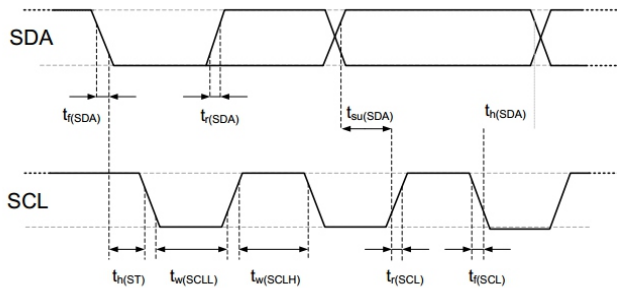 SDA
tf(SDA)
tr(SDA)
tsu(SDA)
th(SDA)
SCL
th(ST)
tw(SCLL)
tw(SCLH)
tr(SCL)
tf(SCL)